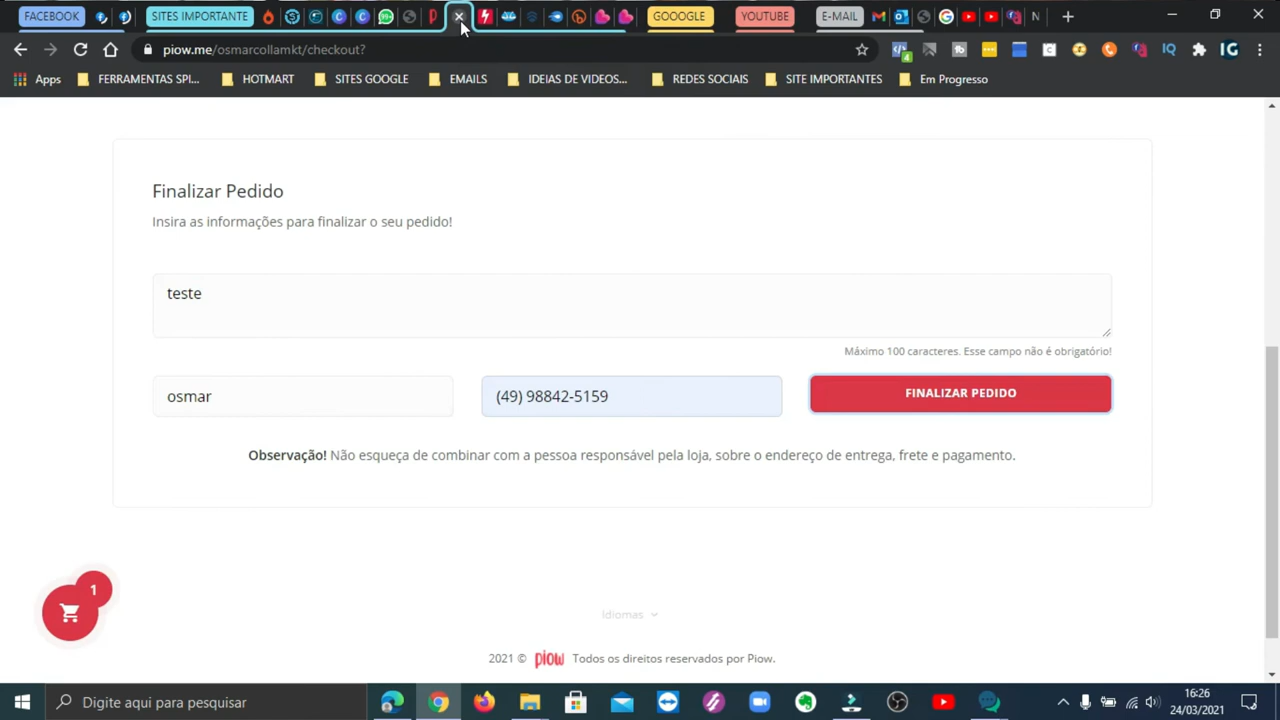 FACEBOOK SITES IMPORTANTE GOOOGLE YOUTUBE E-MAIL N
piow.me/osmarcollamkt/checkout? 4 IQ IG
Apps FERRAMENTAS SPI... HOTMART SITES GOOGLE EMAILS IDEIAS DE VIDEOS... REDES SOCIAIS SITE IMPORTANTES Em Progresso
Finalizar Pedido
Insira as informações para finalizar o seu pedido!
teste
Máximo 100 caracteres. Esse campo não é obrigatório!
osmar (49) 98842-5159 FINALIZAR PEDIDO
Observação! Não esqueça de combinar com a pessoa responsável pela loja, sobre o endereço de entrega, frete e pagamento.
1
Idiomas
2021 © piow Todos os direitos reservados por Piow.
Digite aqui para pesquisar
16:26
24/03/2021